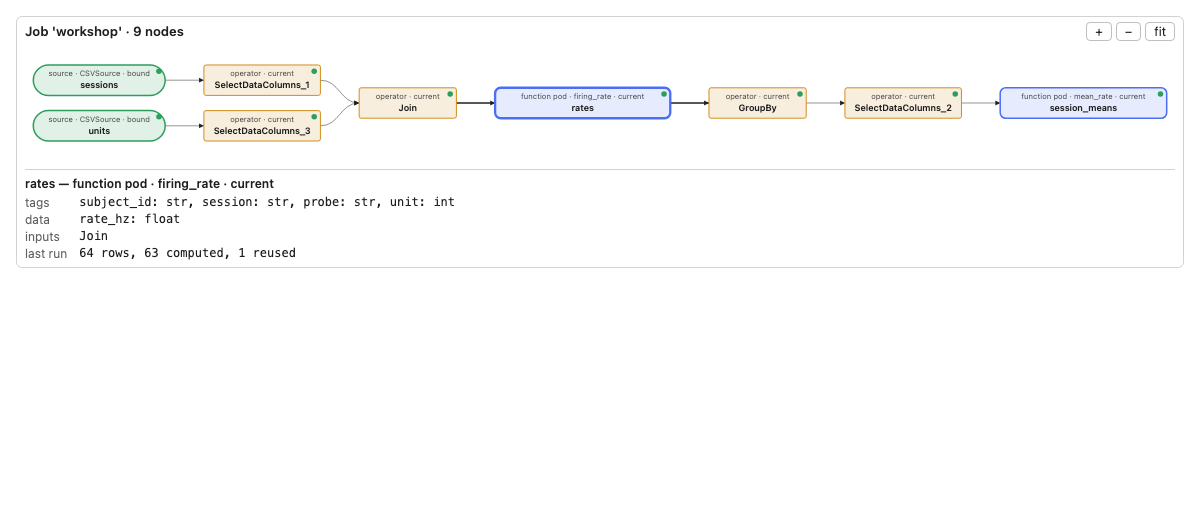 Job 'workshop' · 9 nodes
+ − fit
source · CSVSource · bound
sessions
operator · current
SelectDataColumns_1
source · CSVSource · bound
units
operator · current
SelectDataColumns_3
operator · current
Join
function pod · firing_rate · current
rates
operator · current
GroupBy
operator · current
SelectDataColumns_2
function pod · mean_rate · current
session_means
rates — function pod · firing_rate · current
tags subject_id: str, session: str, probe: str, unit: int
data rate_hz: float
inputs Join
last run 64 rows, 63 computed, 1 reused